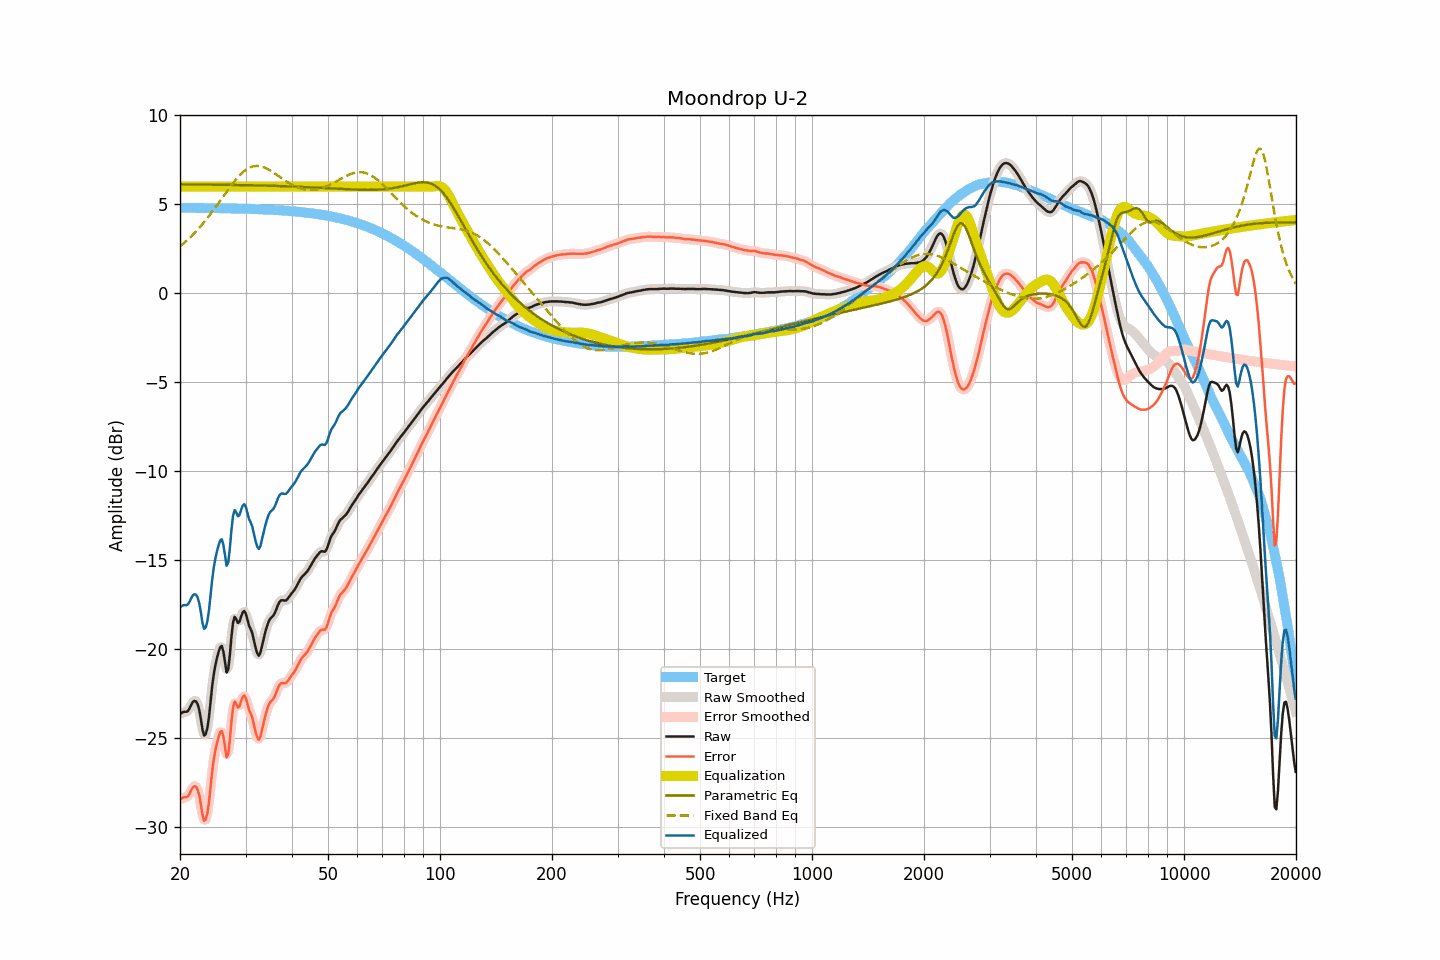 Moondrop U-2
10
5
0
−5
−10
−15
−20
−25
−30
Amplitude (dBr)
Target
Raw Smoothed
Error Smoothed
Raw
Error
Equalization
Parametric Eq
Fixed Band Eq
Equalized
20 50 100 200 500 1000 2000 5000 10000 20000
Frequency (Hz)